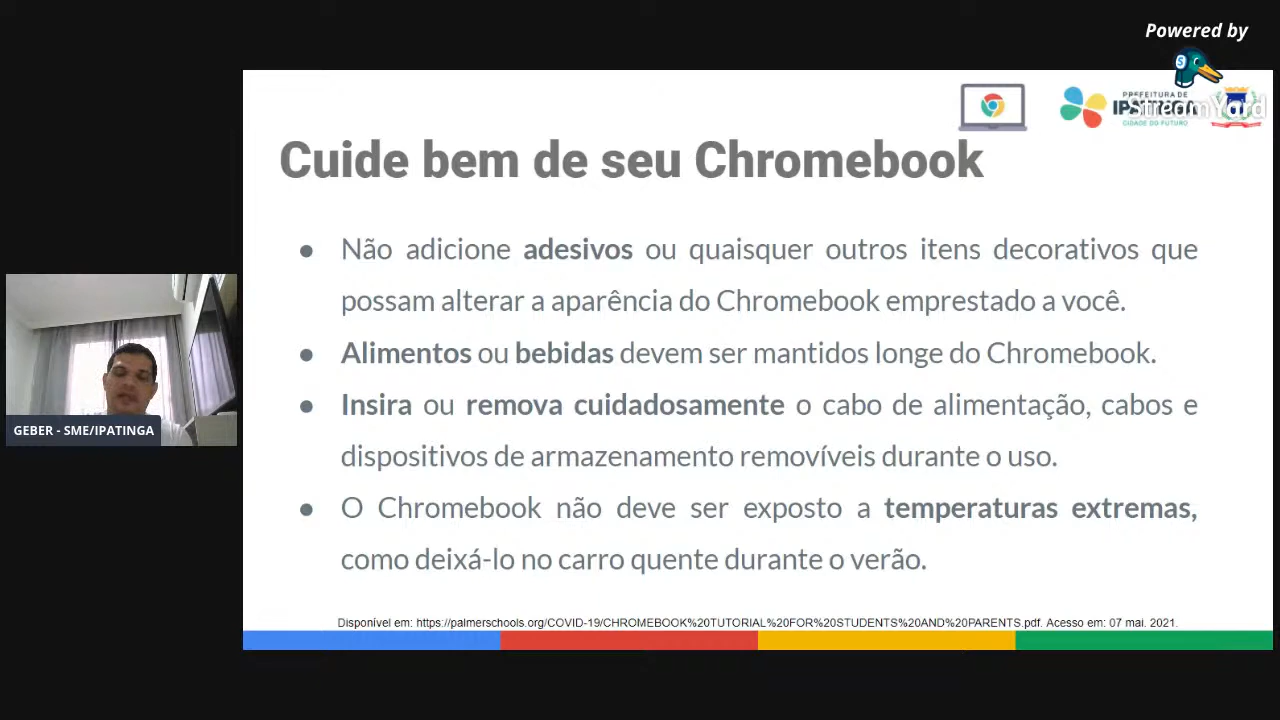 Powered by
StreamYard
PREFEITURA DE
IPATINGA
CIDADE DO FUTURO
Cuide bem de seu Chromebook
● Não adicione adesivos ou quaisquer outros itens decorativos que
possam alterar a aparência do Chromebook emprestado a você.
● Alimentos ou bebidas devem ser mantidos longe do Chromebook.
● Insira ou remova cuidadosamente o cabo de alimentação, cabos e
dispositivos de armazenamento removíveis durante o uso.
● O Chromebook não deve ser exposto a temperaturas extremas,
como deixá-lo no carro quente durante o verão.
GEBER - SME/IPATINGA
Disponível em: https://palmerschools.org/COVID-19/CHROMEBOOK%20TUTORIAL%20FOR%20STUDENTS%20AND%20PARENTS.pdf. Acesso em: 07 mai. 2021.